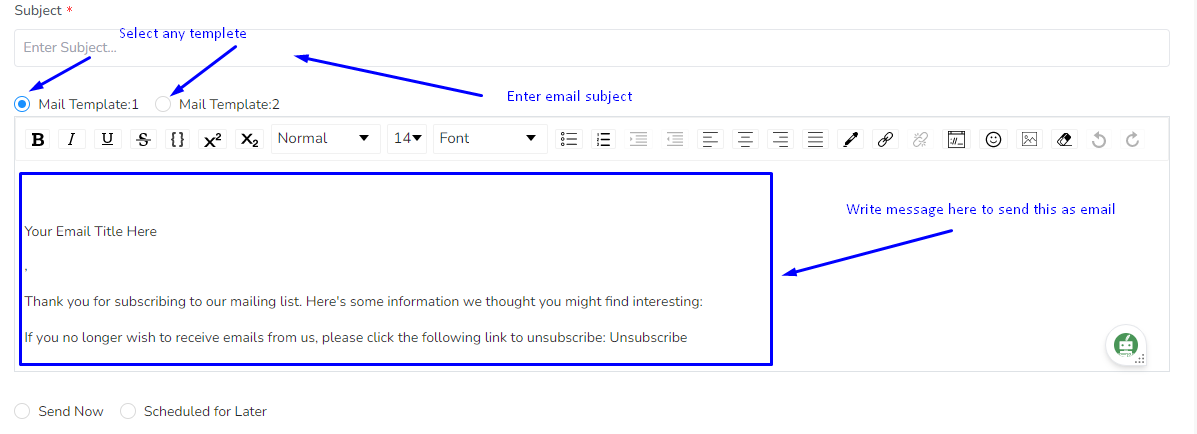 Subject *
Select any templete
Enter Subject...
Enter email subject
Mail Template:1 Mail Template:2
B I U S {} X² X₂ Normal 14 Font
Write message here to send this as email
Your Email Title Here
,
Thank you for subscribing to our mailing list. Here's some information we thought you might find interesting:
If you no longer wish to receive emails from us, please click the following link to unsubscribe: Unsubscribe
Send Now Scheduled for Later